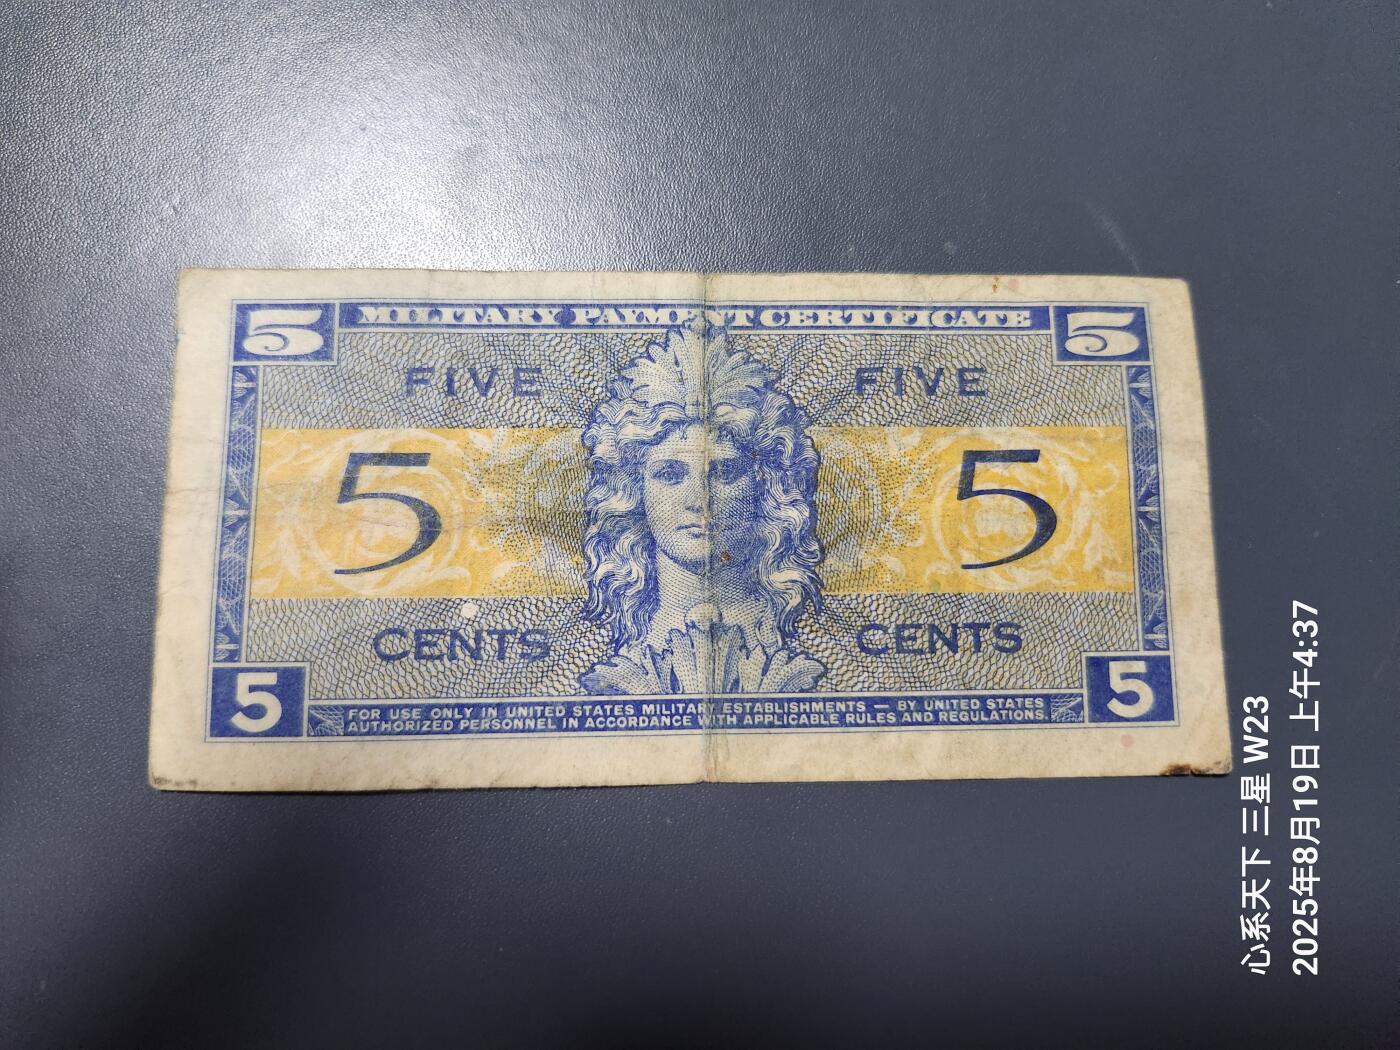 5 MILITARY PAYMENT CERTIFICATE 5
FIVE FIVE
5 5
CENTS CENTS
5 5
FOR USE ONLY IN UNITED STATES MILITARY ESTABLISHMENTS — BY UNITED STATES
AUTHORIZED PERSONNEL IN ACCORDANCE WITH APPLICABLE RULES AND REGULATIONS.
心系天下 三星 W23
2025年8月19日 上午4:37